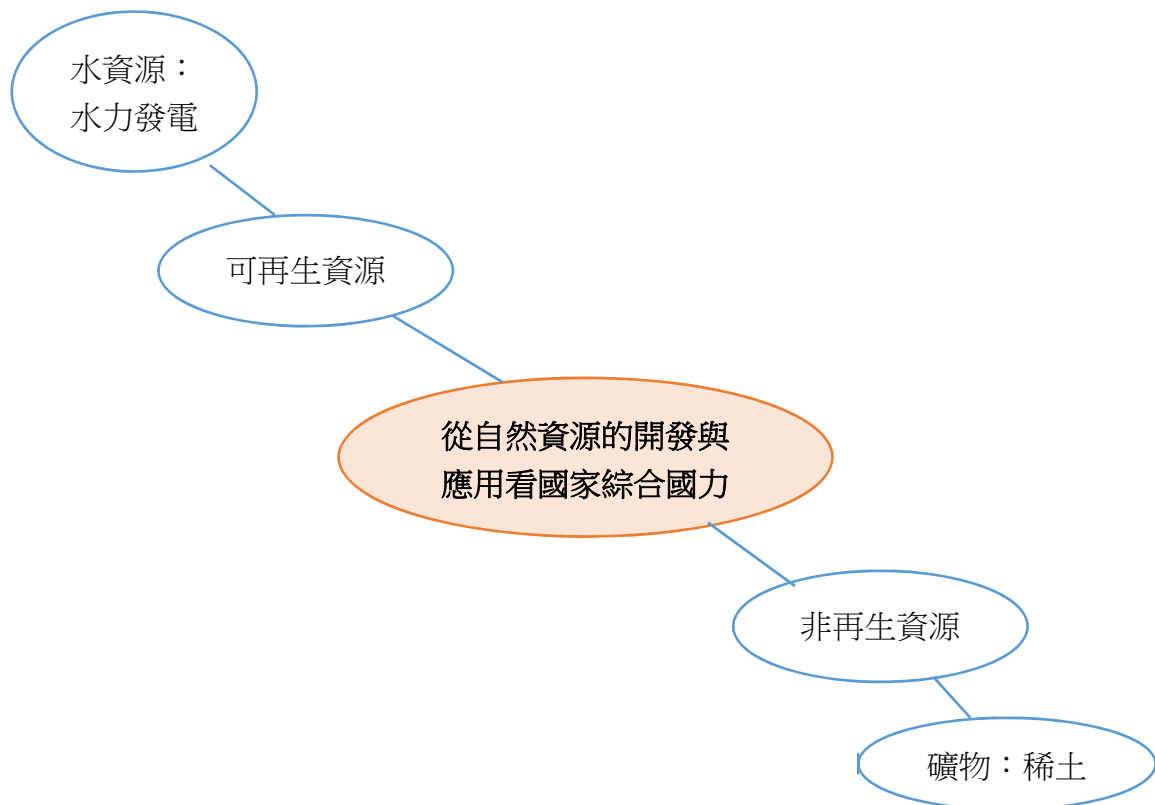 水資源：
水力發電
可再生資源
從自然資源的開發與
應用看國家綜合國力
非再生資源
礦物：稀土